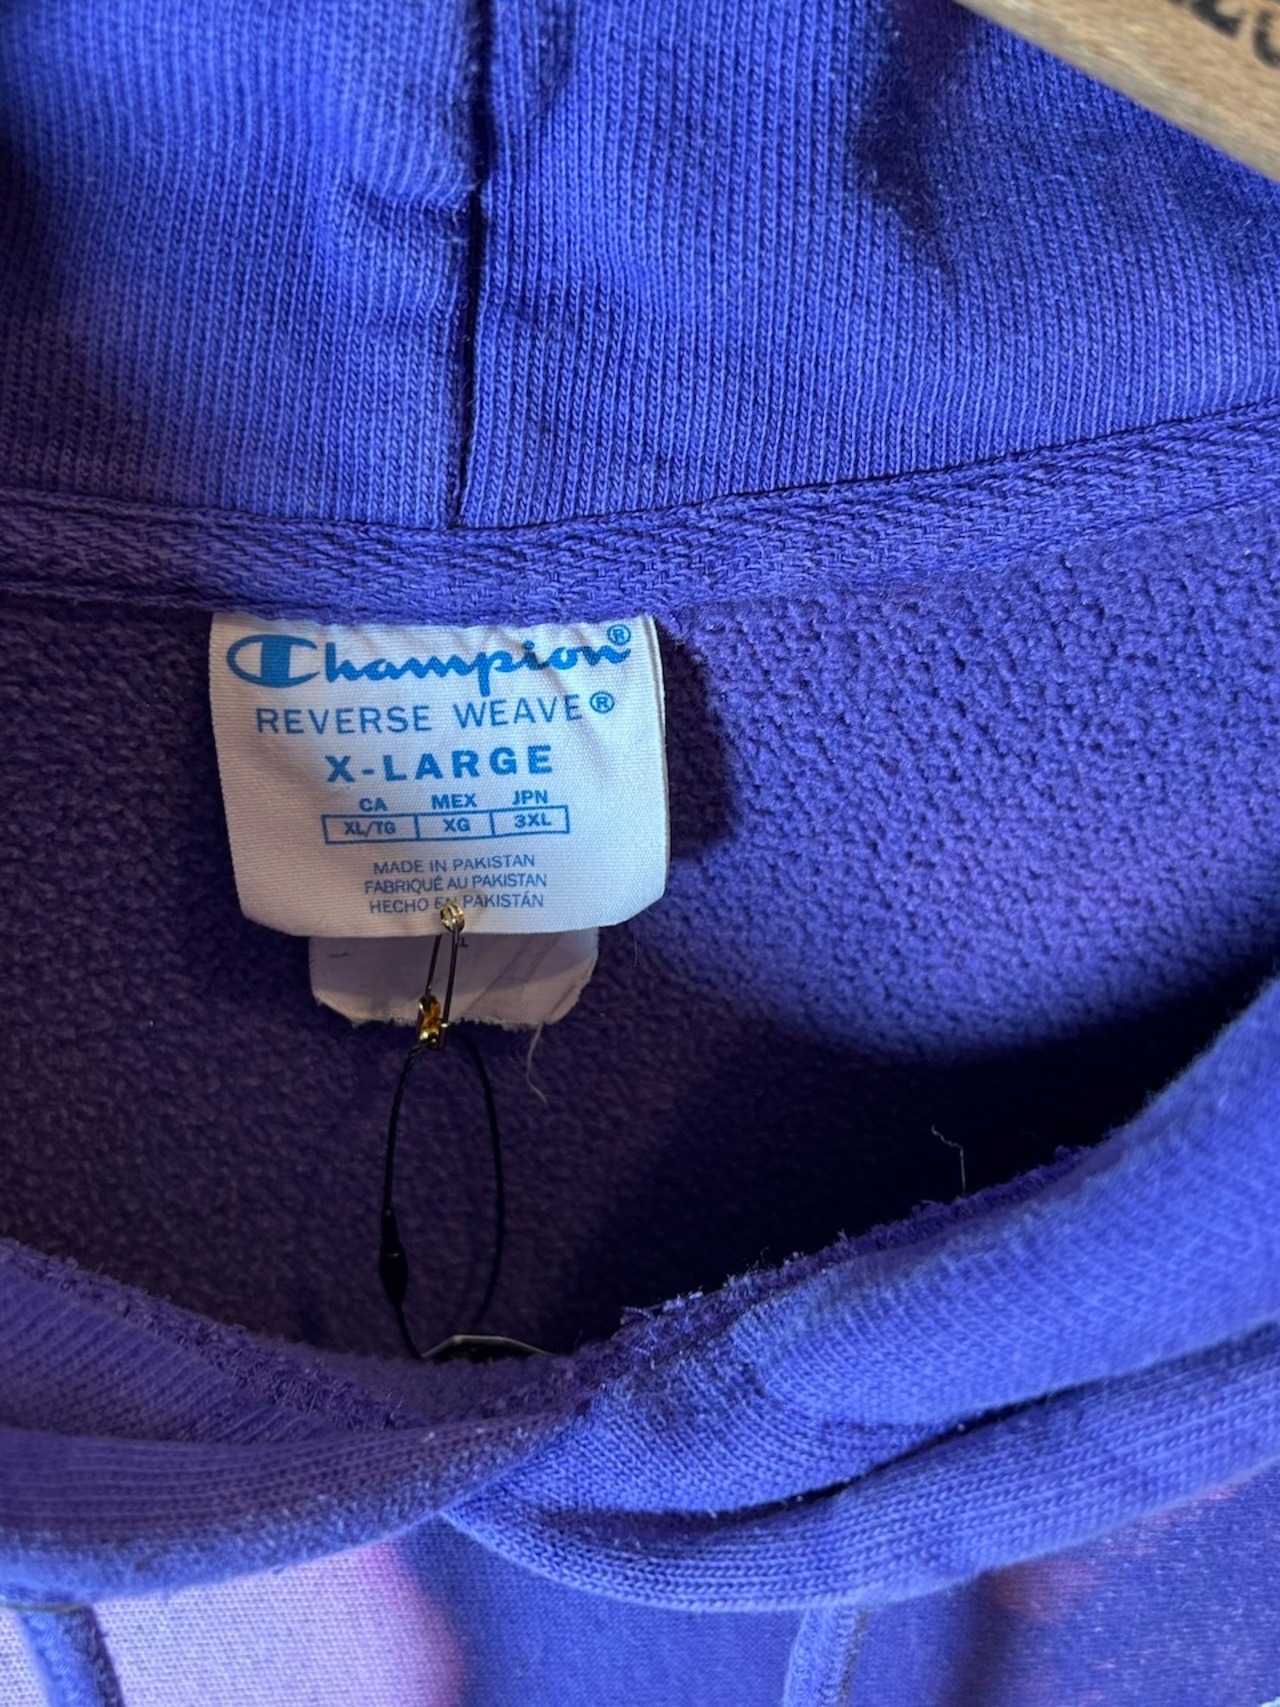 Champion®
REVERSE WEAVE®
X-LARGE
CA MEX JPN
XL/TG XG 3XL
MADE IN PAKISTAN
FABRIQUÉ AU PAKISTAN
HECHO EN PAKISTÁN